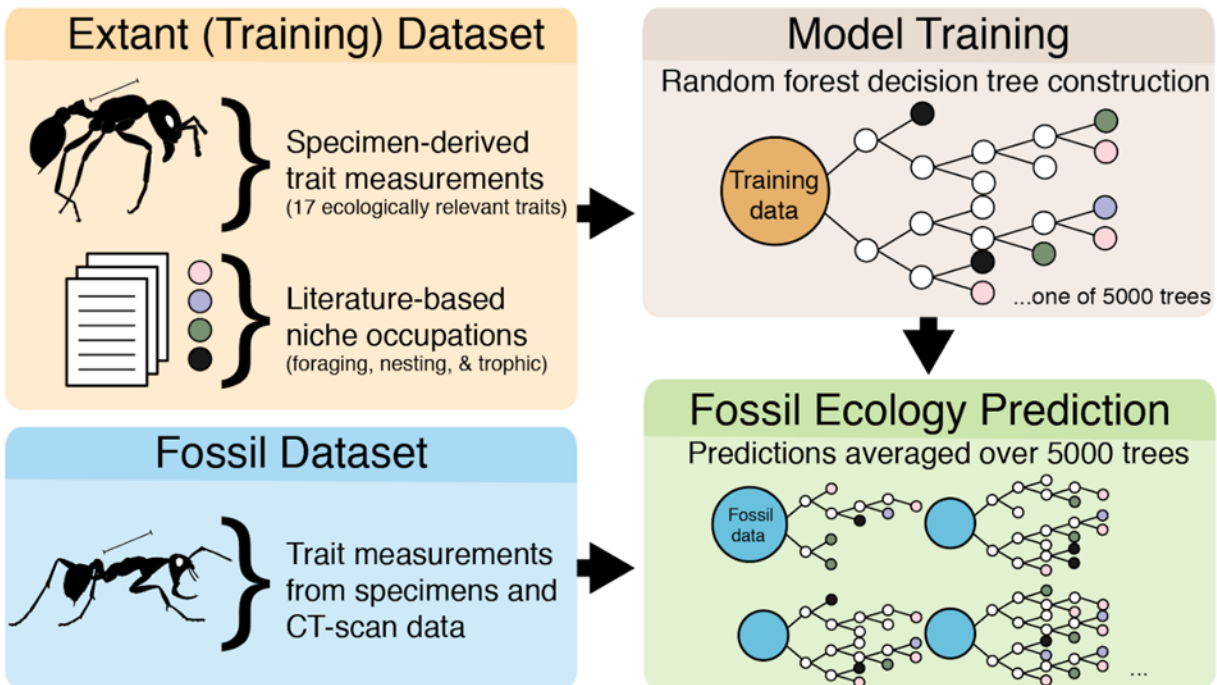 Extant (Training) Dataset
Specimen-derived
trait measurements
(17 ecologically relevant traits)
Literature-based
niche occupations
(foraging, nesting, & trophic)
Model Training
Random forest decision tree construction
Training
data
...one of 5000 trees
Fossil Dataset
Trait measurements
from specimens and
CT-scan data
Fossil Ecology Prediction
Predictions averaged over 5000 trees
Fossil
data
...